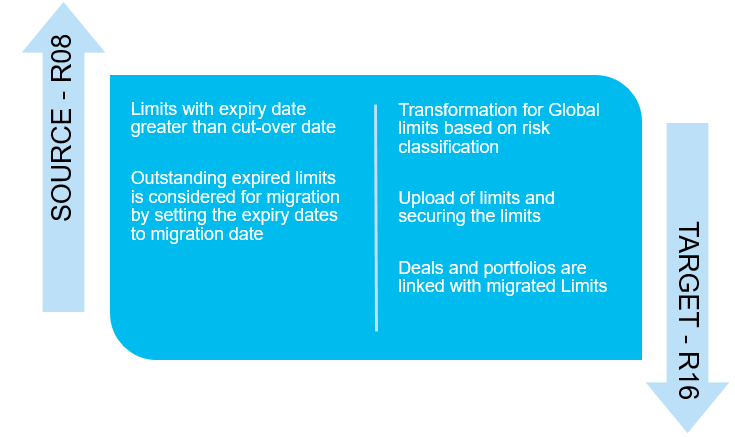 SOURCE - R08
Limits with expiry date
greater than cut-over date
Outstanding expired limits
is considered for migration
by setting the expiry dates
to migration date
Transformation for Global
limits based on risk
classification
Upload of limits and
securing the limits
Deals and portfolios are
linked with migrated Limits
TARGET - R16